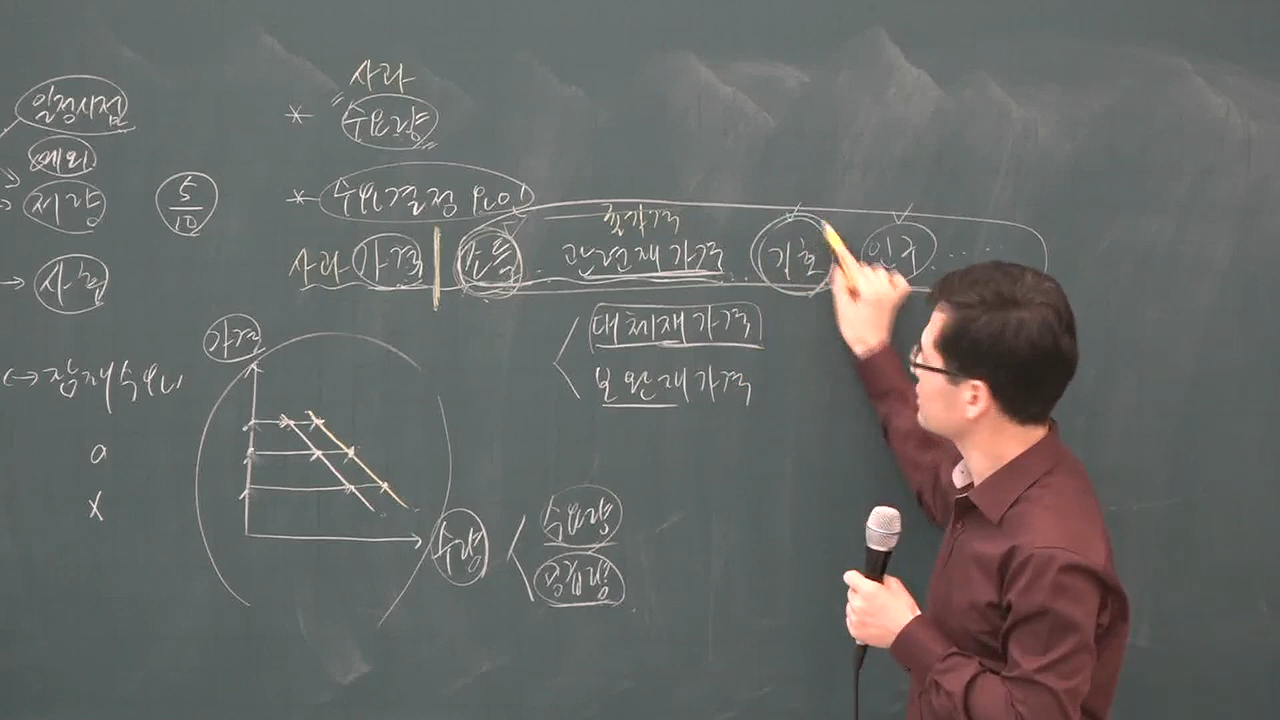 일정시점
예외
저량
사회
↔ 잠재수요
o
x
5/10
사과
* "수요량"
* 수요결정 요인
사과 가격 | 소득 . 관련재 가격 .. 기호 . 인구 .....
대체재 가격
보완재 가격
가격
수량
수요량
공급량